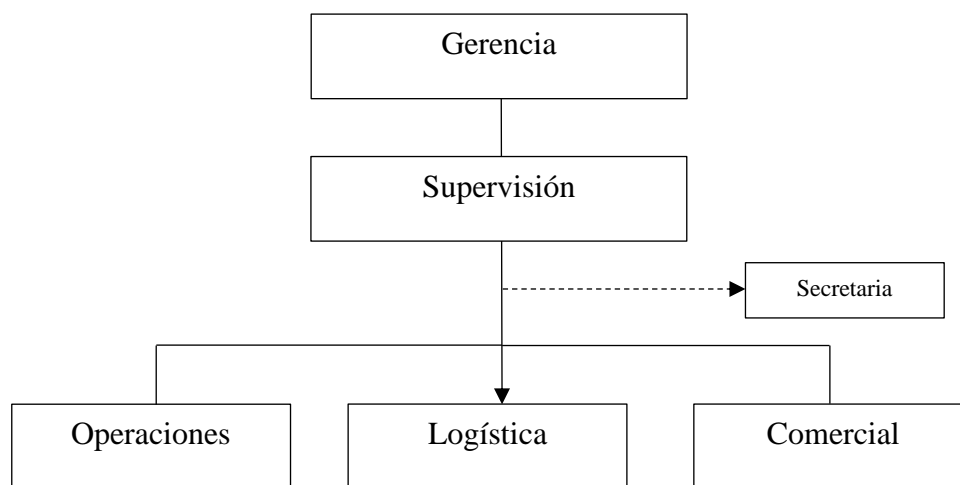 Gerencia
Supervisión
Secretaria
Operaciones
Logística
Comercial